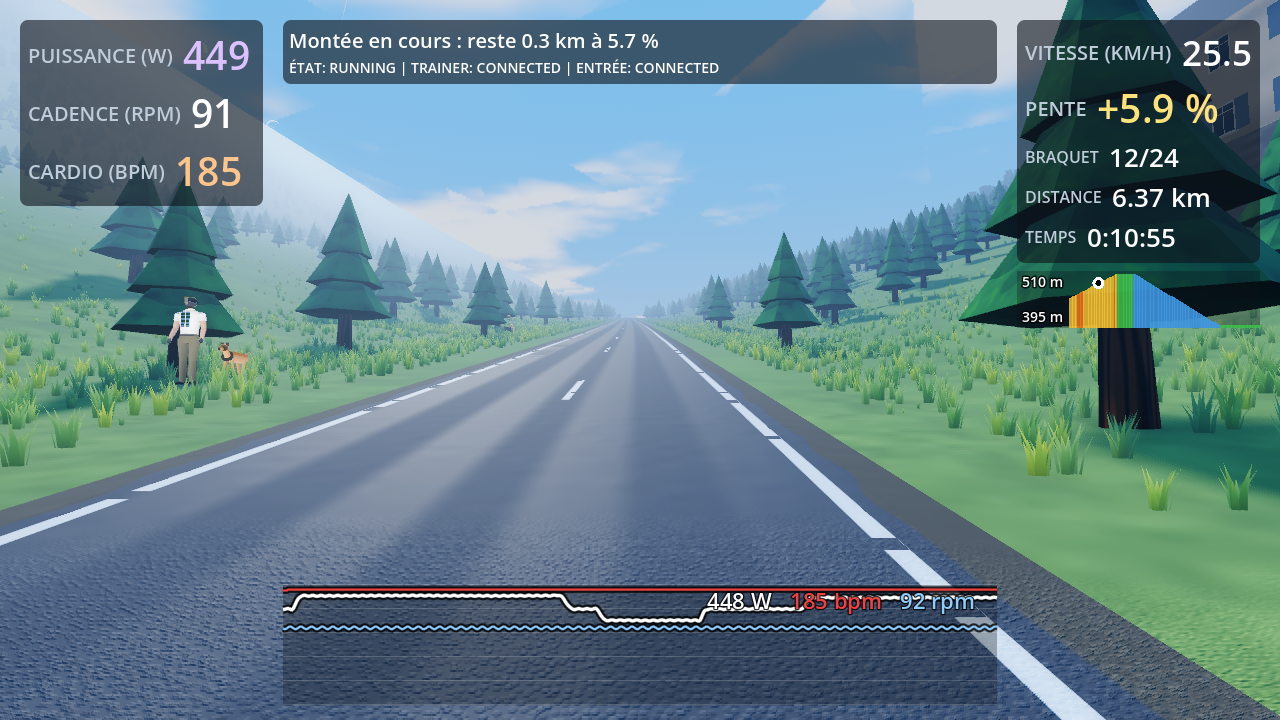 PUISSANCE (W) 449
CADENCE (RPM) 91
CARDIO (BPM) 185
Montée en cours : reste 0.3 km à 5.7 %
ÉTAT: RUNNING | TRAINER: CONNECTED | ENTRÉE: CONNECTED
VITESSE (KM/H) 25.5
PENTE +5.9 %
BRAQUET 12/24
DISTANCE 6.37 km
TEMPS 0:10:55
510 m
395 m
448 W 185 bpm 92 rpm